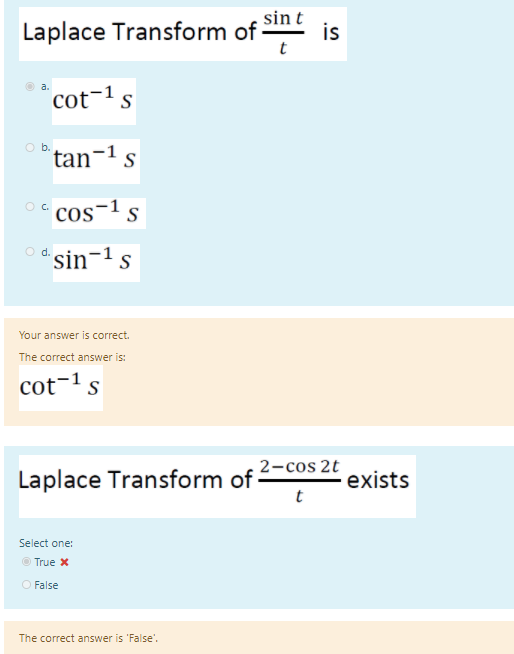 Laplace Transform of sin t / t is
a. cot⁻¹ s
b. tan⁻¹ s
c. cos⁻¹ s
d. sin⁻¹ s
Your answer is correct.
The correct answer is:
cot⁻¹ s
Laplace Transform of 2−cos 2t / t exists
Select one:
True ✖
False
The correct answer is 'False'.